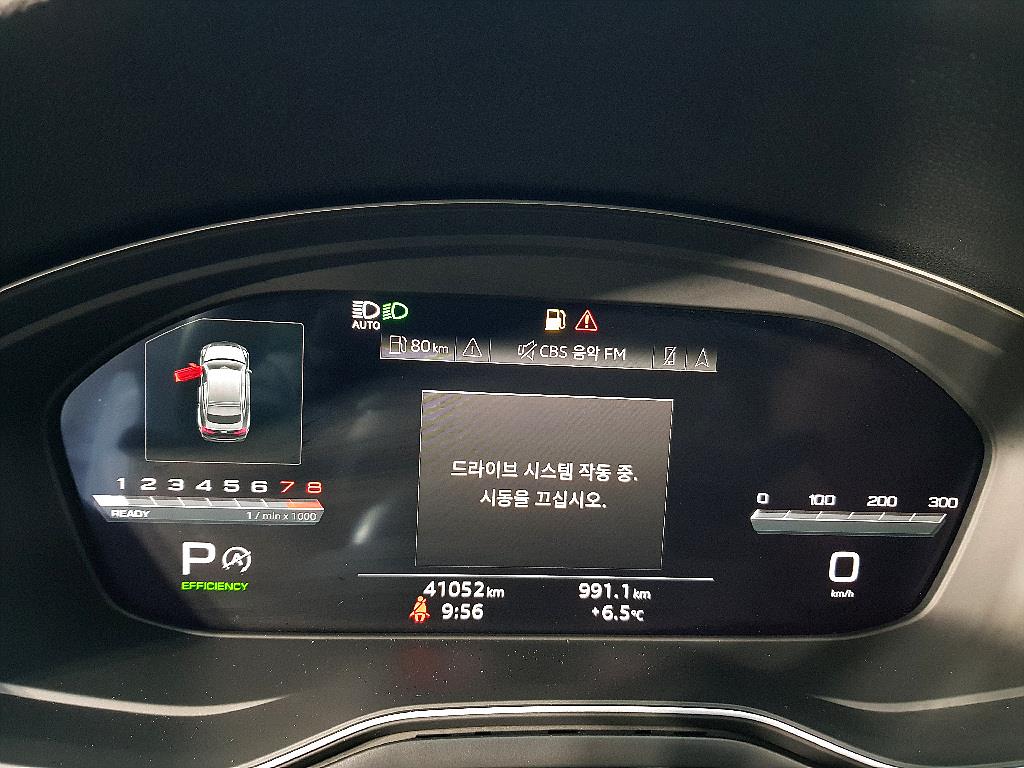 AUTO
80 km
CBS 음악 FM
드라이브 시스템 작동 중.
시동을 끄십시오.
1 2 3 4 5 6 7 8
READY
1 / min x 1000
P
EFFICIENCY
0 100 200 300
0
km/h
41052 km
991.1 km
9:56
+6.5°C